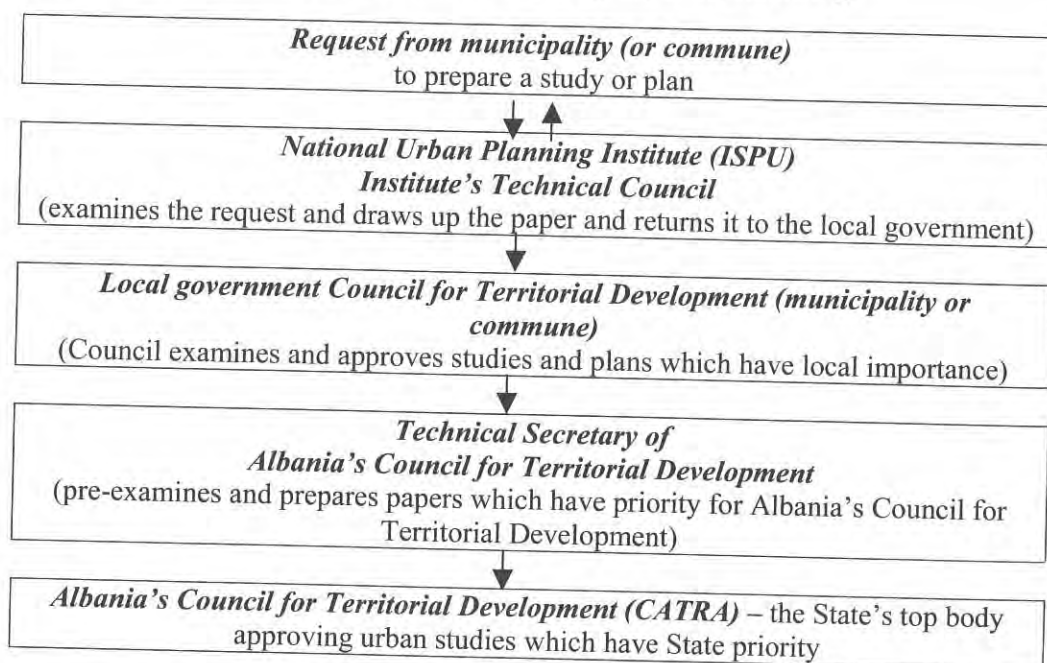 Request from municipality (or commune)
to prepare a study or plan
National Urban Planning Institute (ISPU)
Institute's Technical Council
(examines the request and draws up the paper and returns it to the local government)
Local government Council for Territorial Development (municipality or
commune)
(Council examines and approves studies and plans which have local importance)
Technical Secretary of
Albania's Council for Territorial Development
(pre-examines and prepares papers which have priority for Albania's Council for
Territorial Development)
Albania's Council for Territorial Development (CATRA) – the State's top body
approving urban studies which have State priority